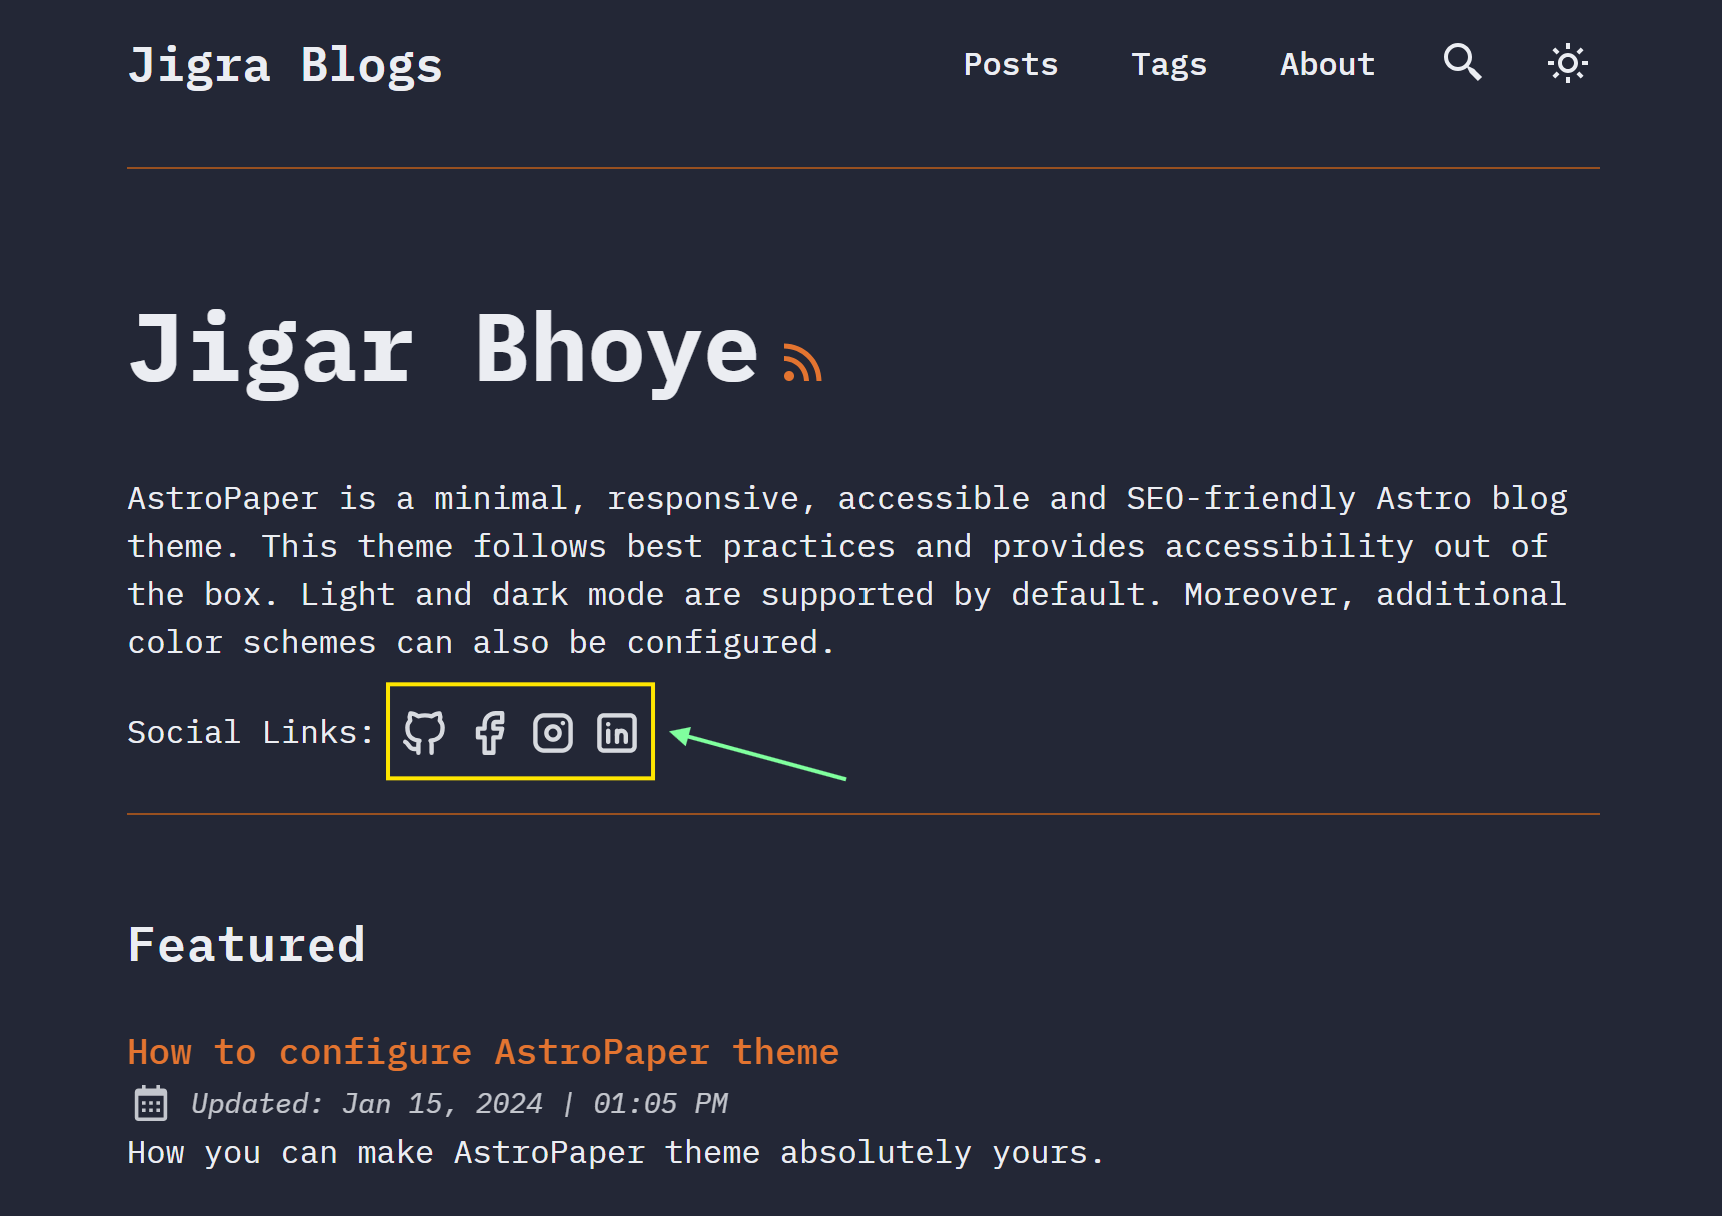 Jigra Blogs
Posts Tags About
Jigar Bhoye
AstroPaper is a minimal, responsive, accessible and SEO-friendly Astro blog
theme. This theme follows best practices and provides accessibility out of
the box. Light and dark mode are supported by default. Moreover, additional
color schemes can also be configured.
Social Links:
Featured
How to configure AstroPaper theme
Updated: Jan 15, 2024 | 01:05 PM
How you can make AstroPaper theme absolutely yours.